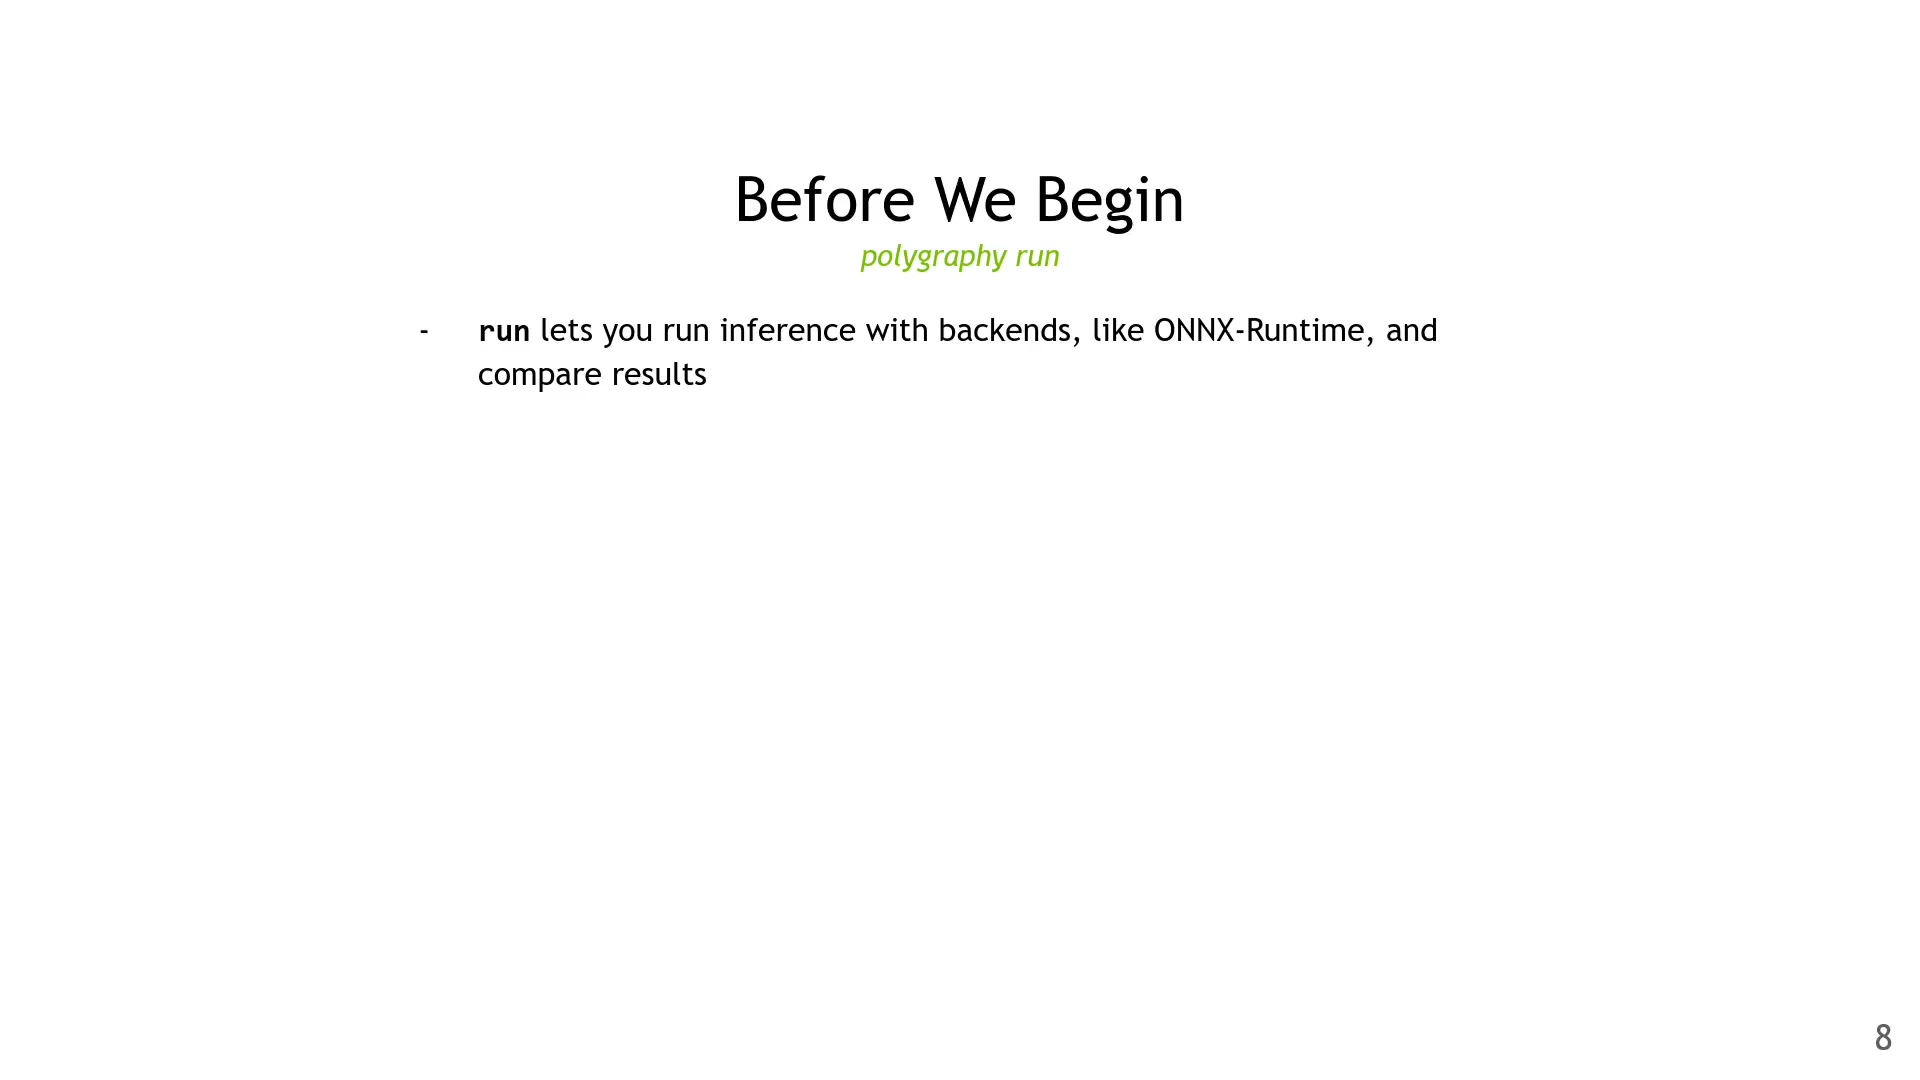 Before We Begin
polygraphy run
- run lets you run inference with backends, like ONNX-Runtime, and
compare results
8